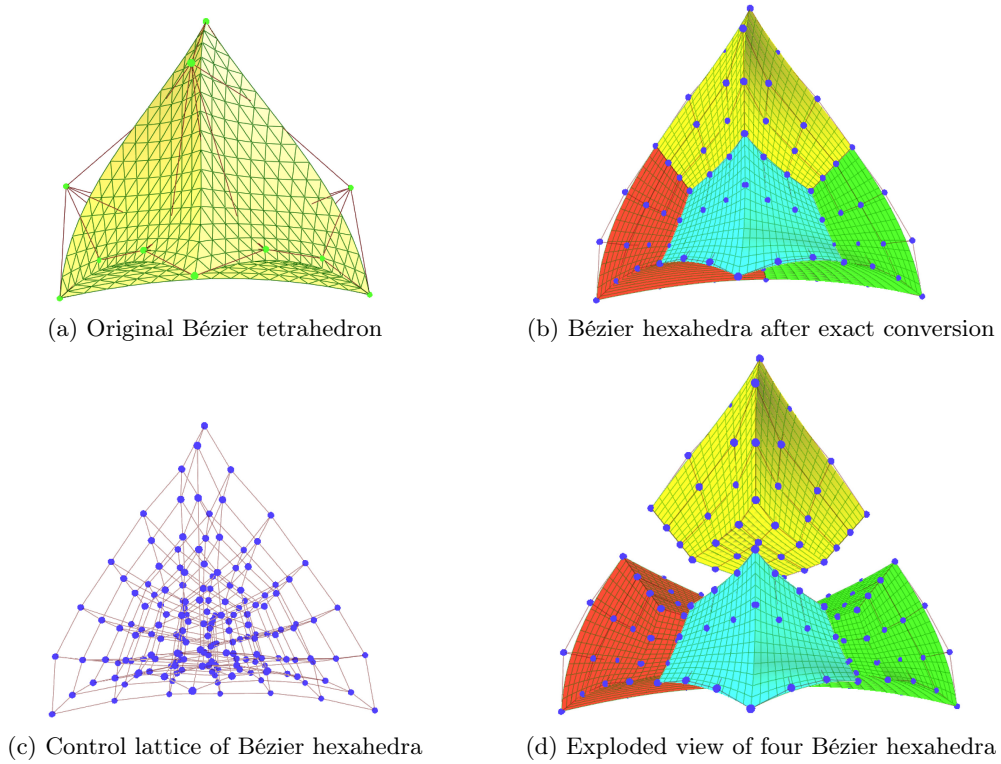 (a) Original Bézier tetrahedron
(b) Bézier hexahedra after exact conversion
(c) Control lattice of Bézier hexahedra
(d) Exploded view of four Bézier hexahedra